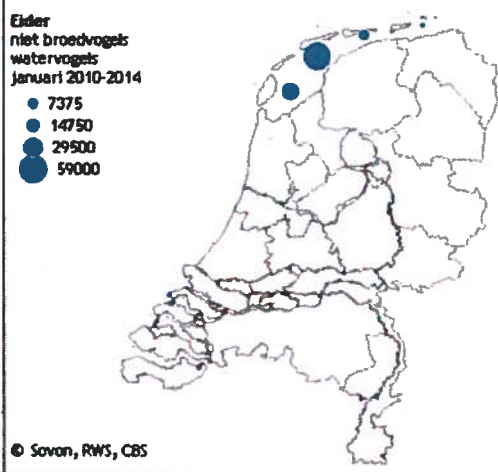 Eider
niet broedvogels
watervogels
januari 2010-2014
7375
14750
29500
59000
© Sovon, RWS, CBS